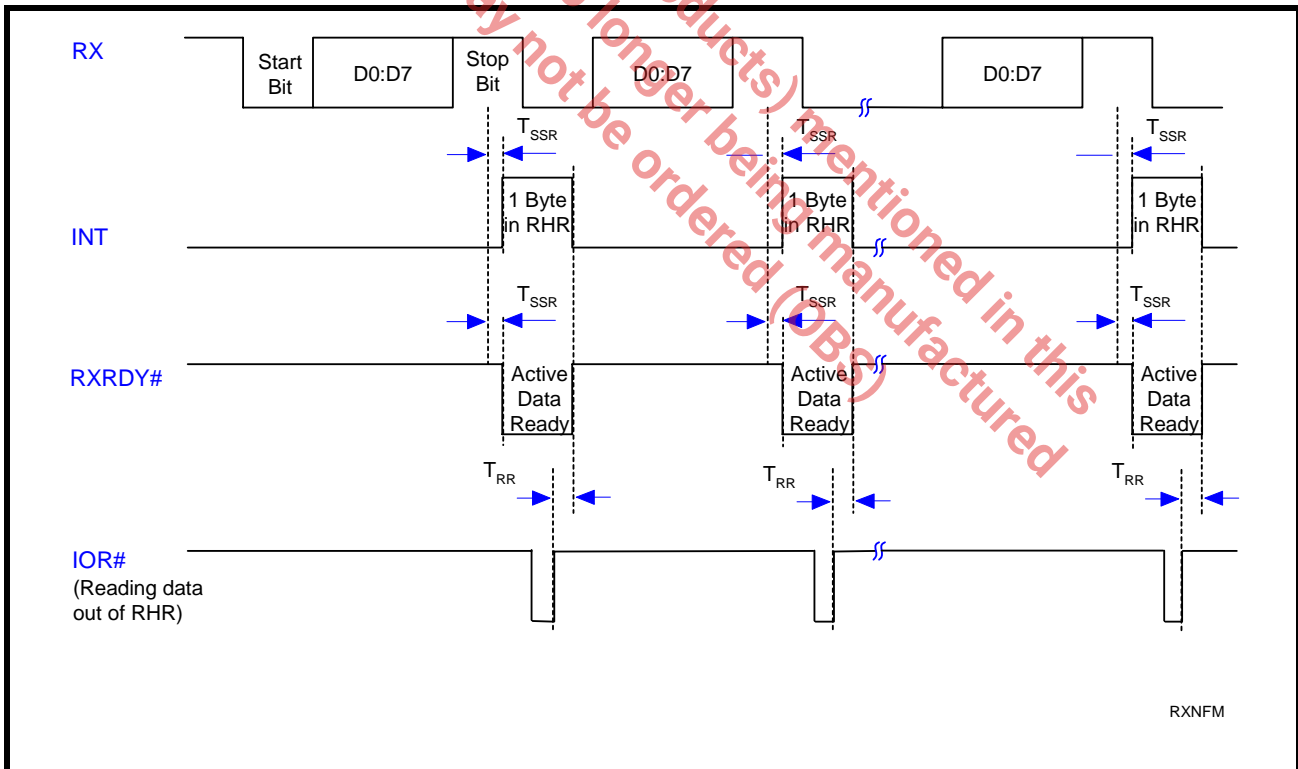 RX
Start
Bit
D0:D7
Stop
Bit
D0:D7
D0:D7
TSSR
TSSR
TSSR
INT
1 Byte
in RHR
1 Byte
in RHR
1 Byte
in RHR
TSSR
TSSR
TSSR
RXRDY#
Active
Data
Ready
Active
Data
Ready
Active
Data
Ready
TRR
TRR
TRR
IOR#
(Reading data
out of RHR)
RXNFM
ducts) mentioned in this
longer being manufactured
ay not be ordered (OBS)